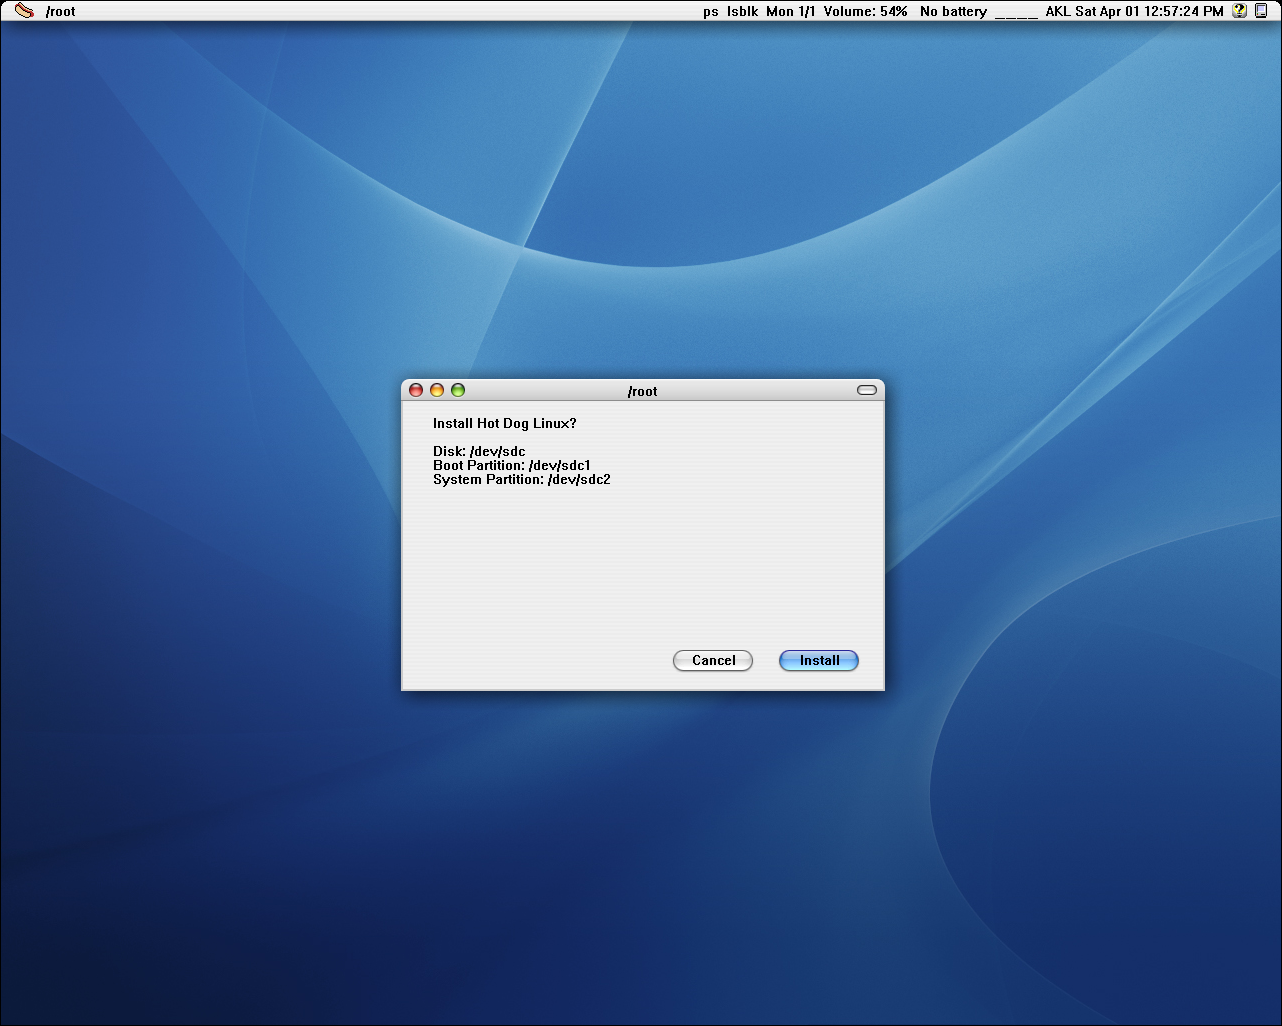 /root ps lsblk Mon 1/1 Volume: 54% No battery ____ AKL Sat Apr 01 12:57:24 PM
/root
Install Hot Dog Linux?
Disk: /dev/sdc
Boot Partition: /dev/sdc1
System Partition: /dev/sdc2
Cancel Install